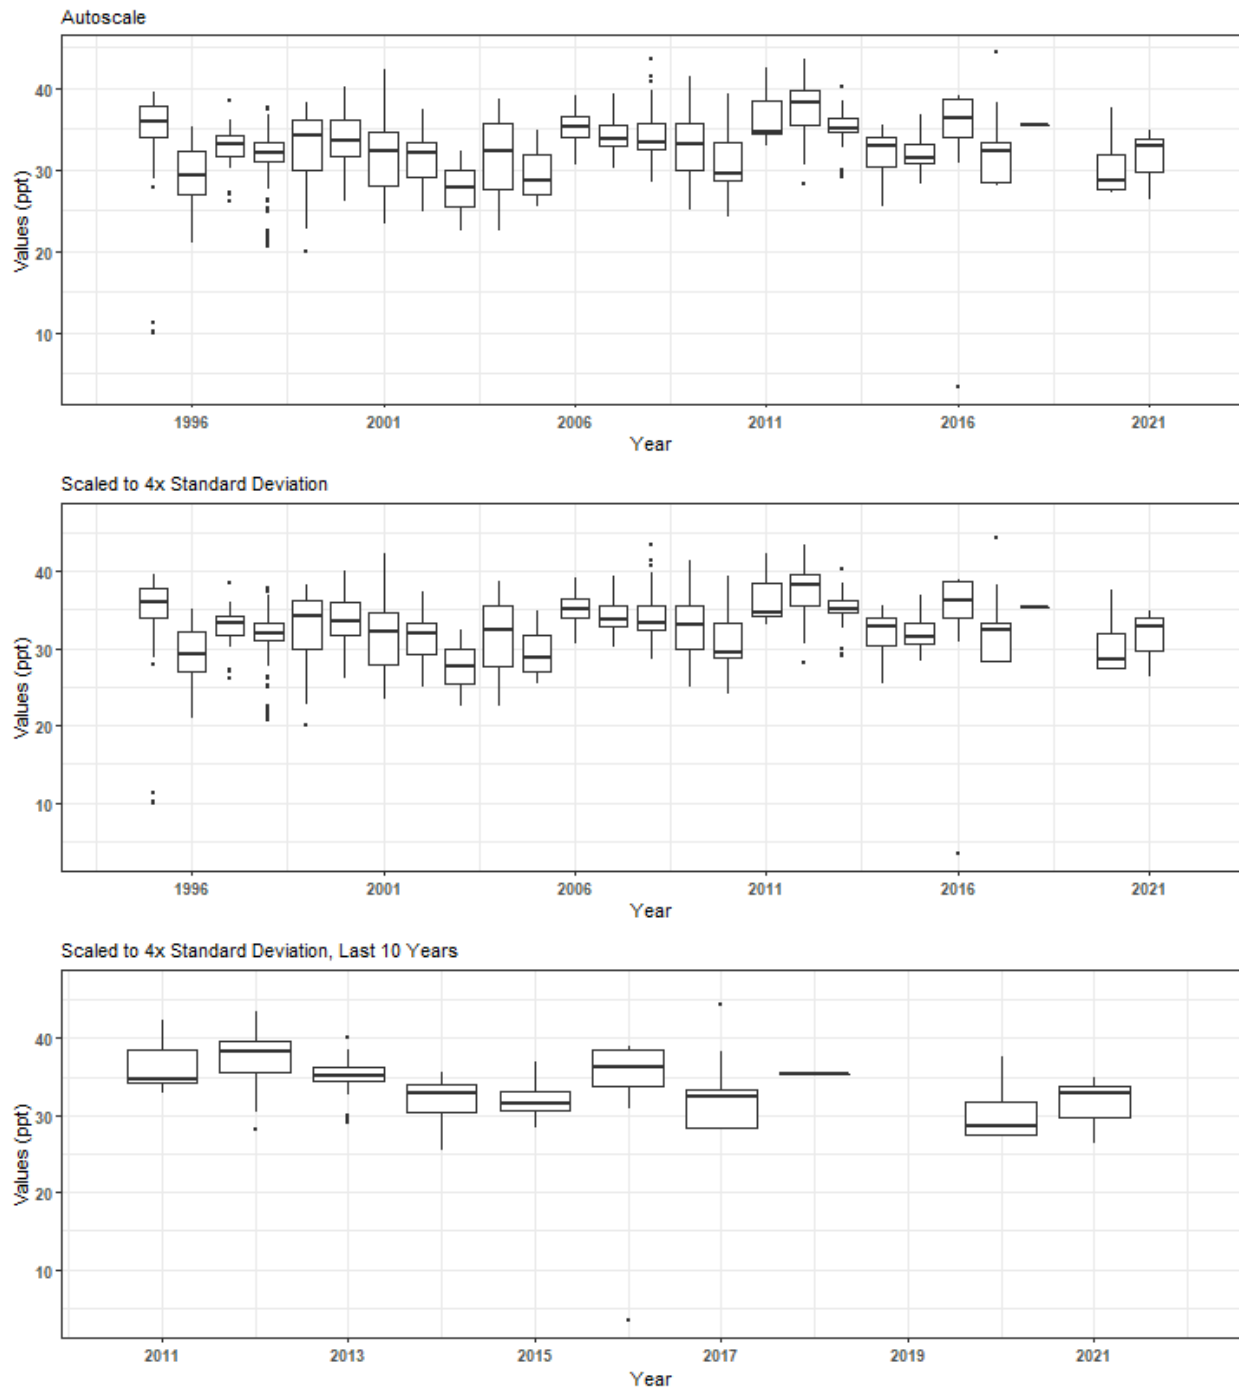 Autoscale
40
30
20
10
Values (ppt)
1996 2001 2006 2011 2016 2021
Year
Scaled to 4x Standard Deviation
40
30
20
10
Values (ppt)
1996 2001 2006 2011 2016 2021
Year
Scaled to 4x Standard Deviation, Last 10 Years
40
30
20
10
Values (ppt)
2011 2013 2015 2017 2019 2021
Year